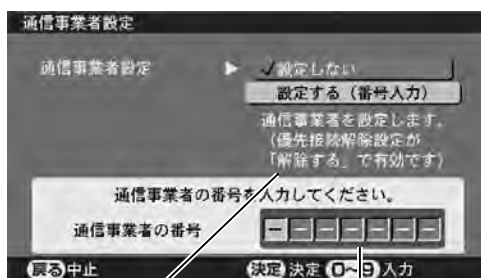 通信事業者設定
通信事業者設定 ▶ ✓設定しない
設定する（番号入力）
通信事業者を設定します。
（優先接続解除設定が
「解除する」で有効です）
通信事業者の番号を入力してください。
通信事業者の番号 － － － － － － －
戻る 中止 決定 決定 0～9 入力